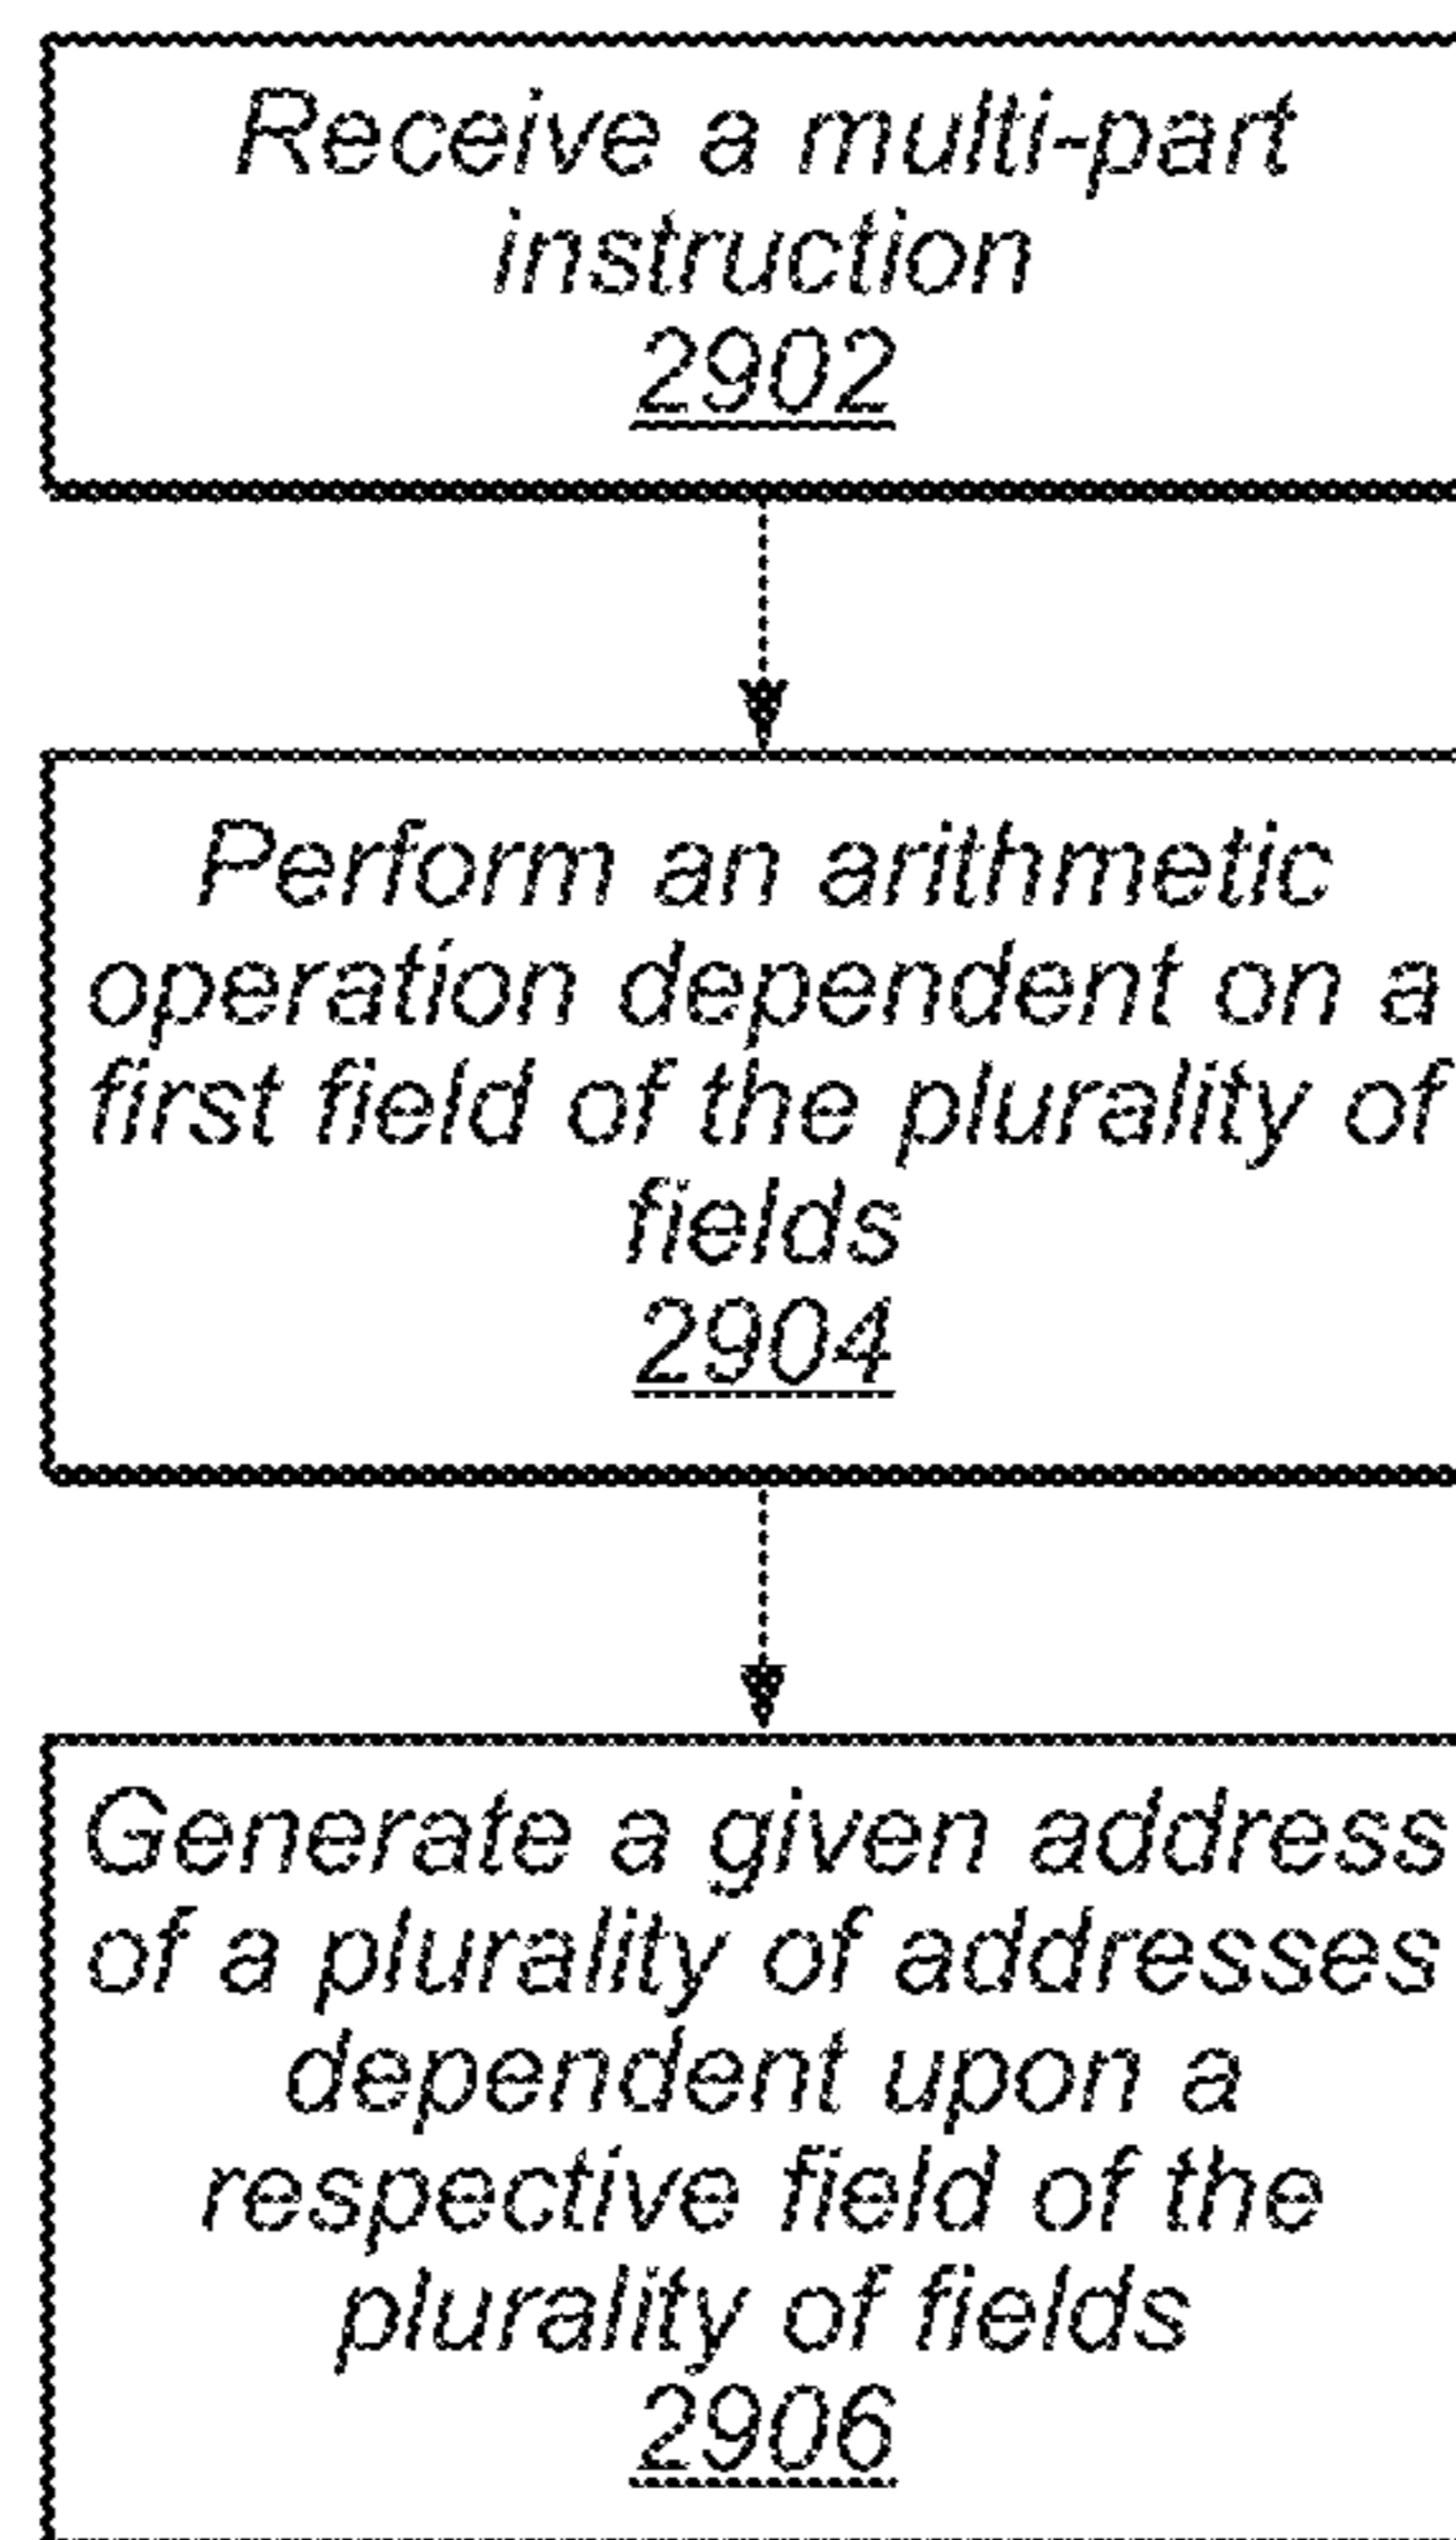 Receive a multi-part
instruction
2902
Perform an arithmetic
operation dependent on a
first field of the plurality of
fields
2904
Generate a given address
of a plurality of addresses
dependent upon a
respective field of the
plurality of fields
2906